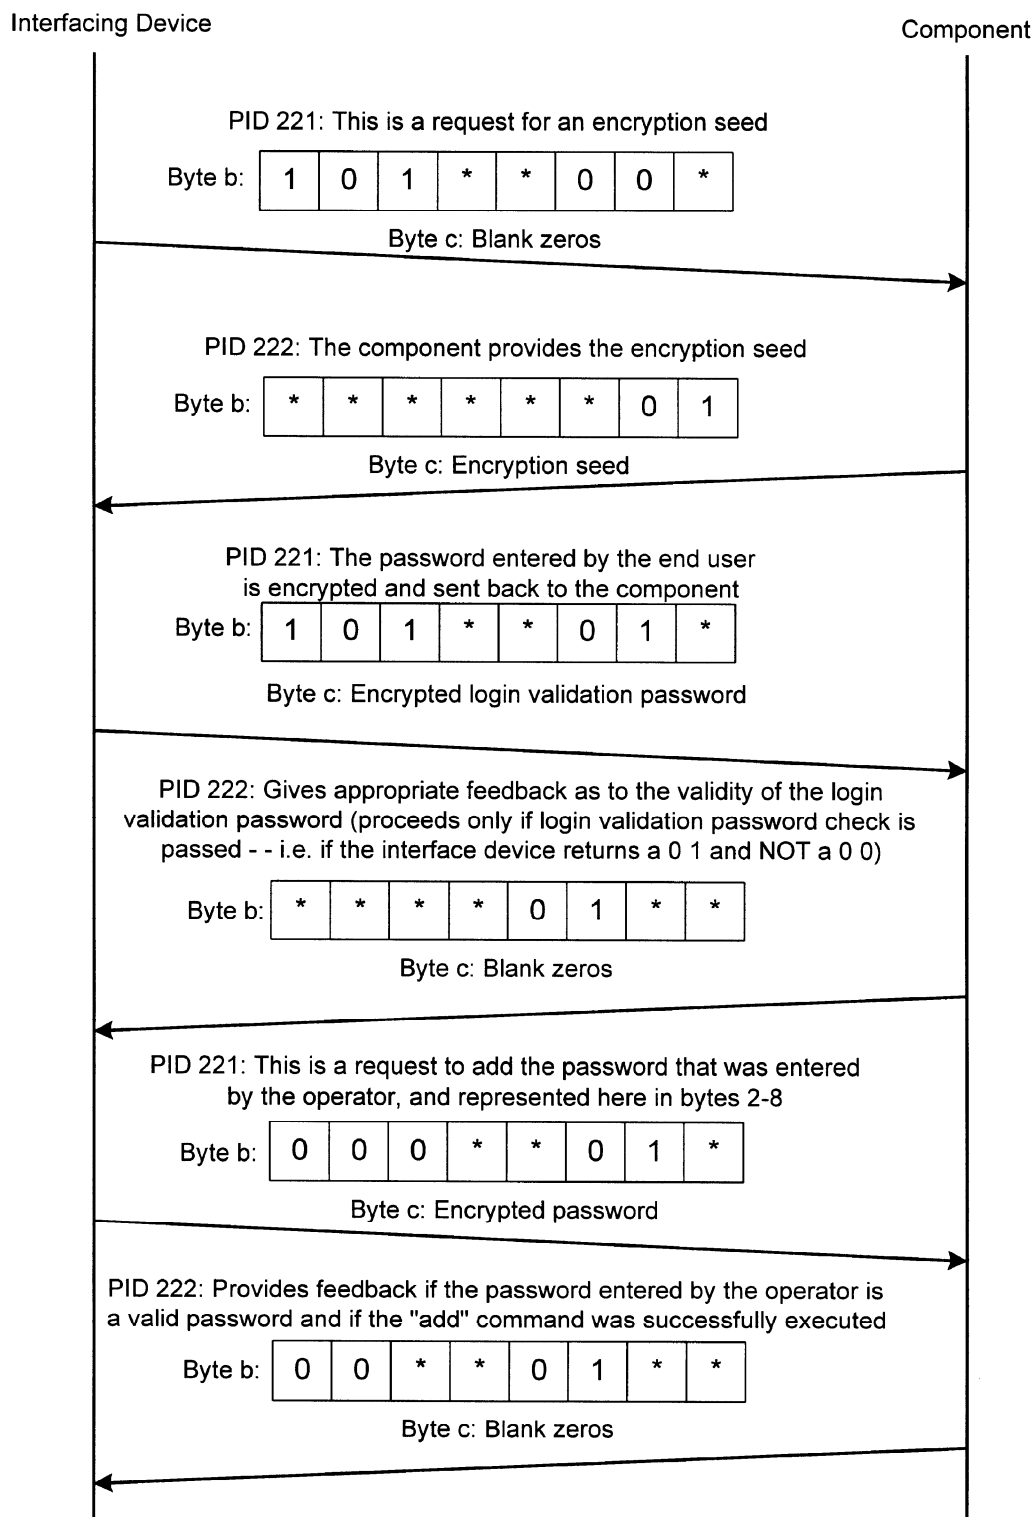 Interfacing Device
Component
PID 221: This is a request for an encryption seed
Byte b: 1 0 1 * * 0 0 *
Byte c: Blank zeros
PID 222: The component provides the encryption seed
Byte b: * * * * * * 0 1
Byte c: Encryption seed
PID 221: The password entered by the end user
is encrypted and sent back to the component
Byte b: 1 0 1 * * 0 1 *
Byte c: Encrypted login validation password
PID 222: Gives appropriate feedback as to the validity of the login
validation password (proceeds only if login validation password check is
passed - - i.e. if the interface device returns a 0 1 and NOT a 0 0)
Byte b: * * * * 0 1 * *
Byte c: Blank zeros
PID 221: This is a request to add the password that was entered
by the operator, and represented here in bytes 2-8
Byte b: 0 0 0 * * 0 1 *
Byte c: Encrypted password
PID 222: Provides feedback if the password entered by the operator is
a valid password and if the "add" command was successfully executed
Byte b: 0 0 * * 0 1 * *
Byte c: Blank zeros